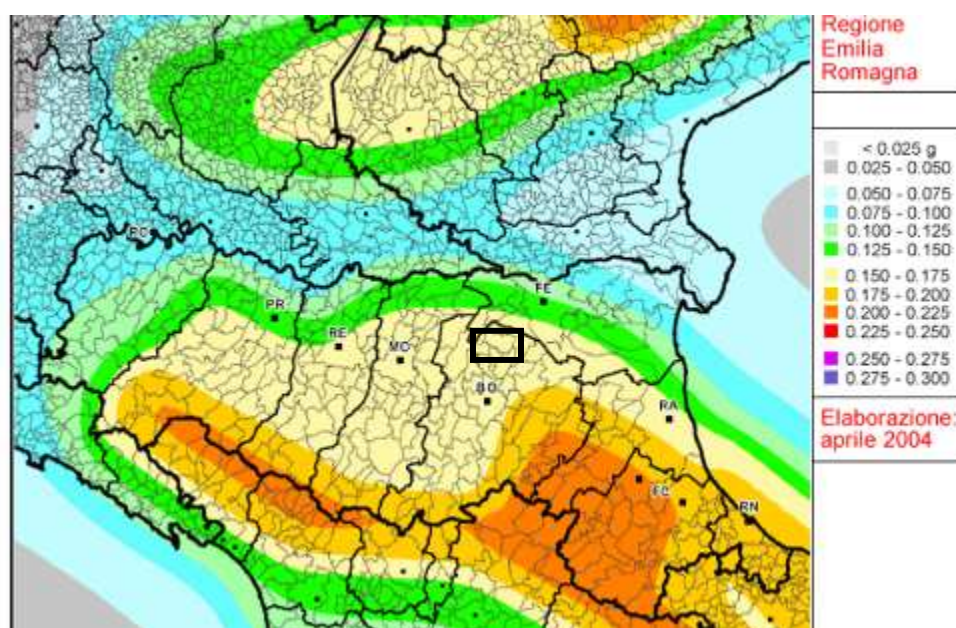 Regione
Emilia
Romagna
< 0.025 g
0.025 - 0.050
0.050 - 0.075
0.075 - 0.100
0.100 - 0.125
0.125 - 0.150
0.150 - 0.175
0.175 - 0.200
0.200 - 0.225
0.225 - 0.250
0.250 - 0.275
0.275 - 0.300
Elaborazione:
aprile 2004
PC
PR
FE
RE
MO
BO
RA
FC
RN